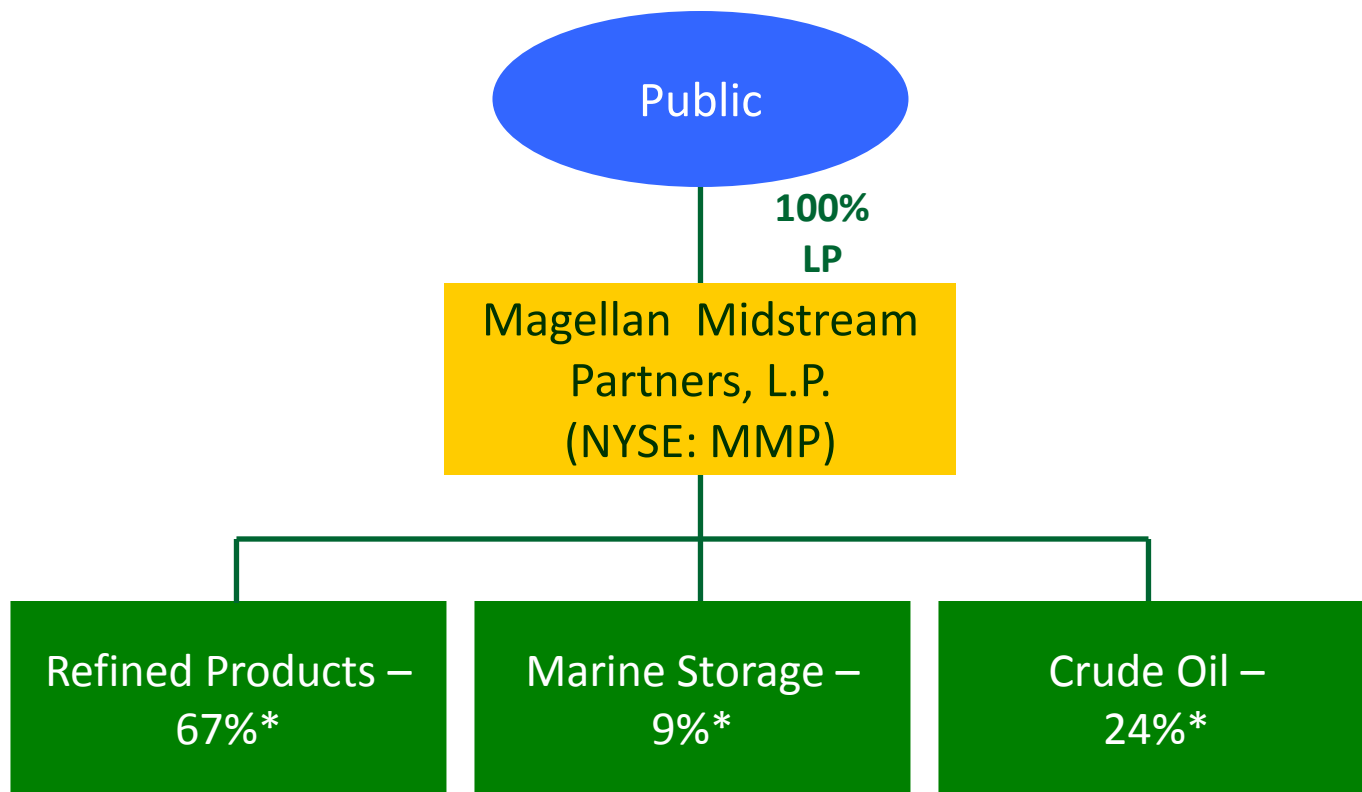 Public
100%
LP
Magellan  Midstream
Partners, L.P.
(NYSE: MMP)
Refined Products –
67%*
Marine Storage –
9%*
Crude Oil –
24%*